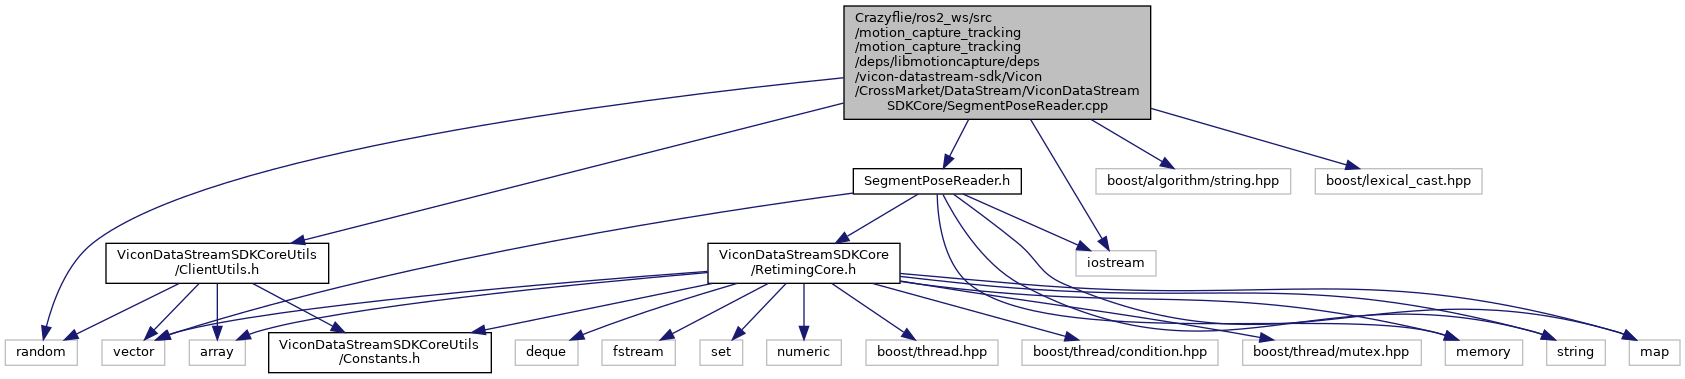 Crazyflie/ros2_ws/src
/motion_capture_tracking
/motion_capture_tracking
/deps/libmotioncapture/deps
/vicon-datastream-sdk/Vicon
/CrossMarket/DataStream/ViconDataStream
SDKCore/SegmentPoseReader.cpp
SegmentPoseReader.h
boost/algorithm/string.hpp
boost/lexical_cast.hpp
ViconDataStreamSDKCoreUtils
/ClientUtils.h
ViconDataStreamSDKCore
/RetimingCore.h
iostream
random
vector
array
ViconDataStreamSDKCoreUtils
/Constants.h
deque
fstream
set
numeric
boost/thread.hpp
boost/thread/condition.hpp
boost/thread/mutex.hpp
memory
string
map